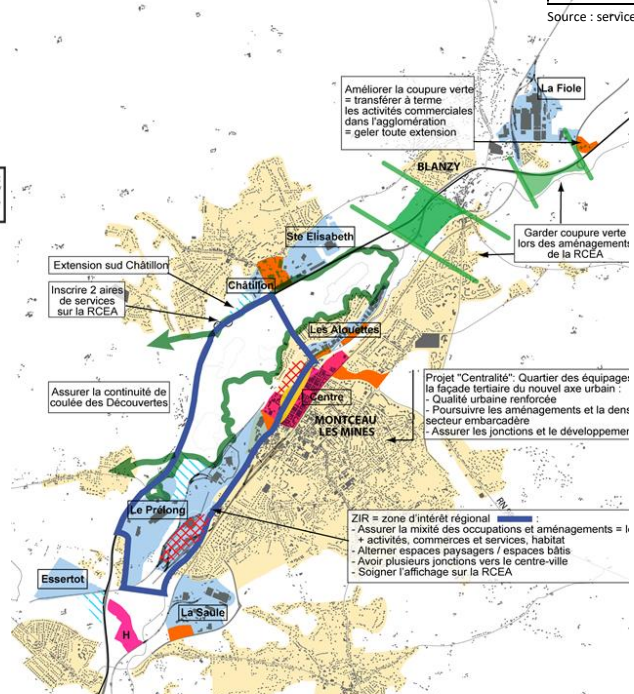 Source : service
Améliorer la coupure verte
= transférer à terme
les activités commerciales
dans l'agglomération
= geler toute extension
La Fiole
BLANZY
Garder coupure verte
lors des aménagements
de la RCEA
Ste Elisabeth
Extension sud Châtillon
Châtillon
Inscrire 2 aires
de services
sur la RCEA
Les Alouettes
Assurer la continuité de
coulée des Découvertes
Centre
MONTCEAU
LES MINES
Projet "Centralité": Quartier des équipages
la façade tertiaire du nouvel axe urbain :
- Qualité urbaine renforcée
- Poursuivre les aménagements et la dens
secteur embarcadère
- Assurer les jonctions et le développemen
RN
Le Prélong
ZIR = zone d'intérêt régional :
- Assurer la mixité des occupations et aménagements = l
+ activités, commerces et services, habitat
- Alterner espaces paysagers / espaces bâtis
- Avoir plusieurs jonctions vers le centre-ville
- Soigner l'affichage sur la RCEA
Essertot
La Saule
H